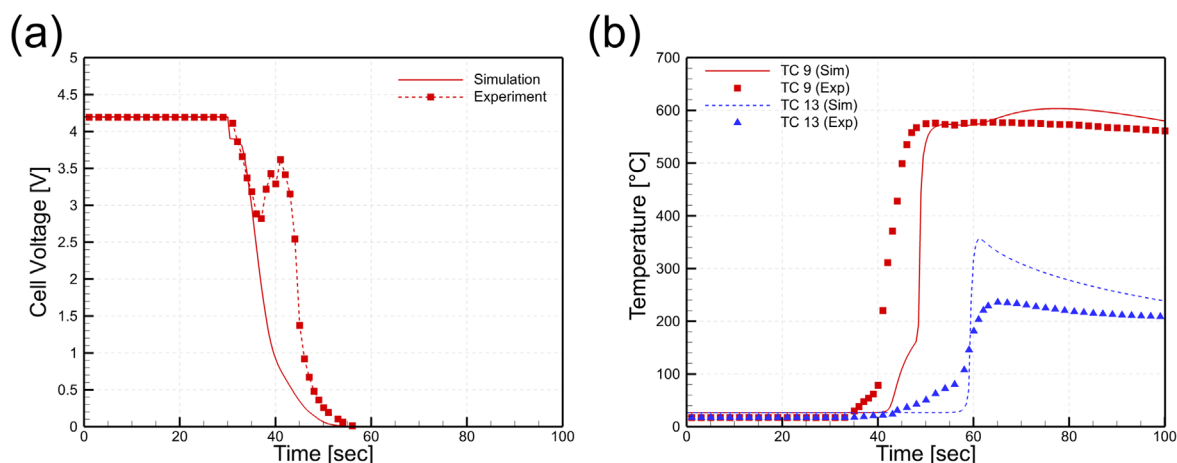 (a)
5
4.5
4
3.5
3
2.5
2
1.5
1
0.5
0
Cell Voltage [V]
Simulation
Experiment
0 20 40 60 80 100
Time [sec]
(b)
700
600
500
400
300
200
100
0
Temperature [°C]
TC 9 (Sim)
TC 9 (Exp)
TC 13 (Sim)
TC 13 (Exp)
0 20 40 60 80 100
Time [sec]